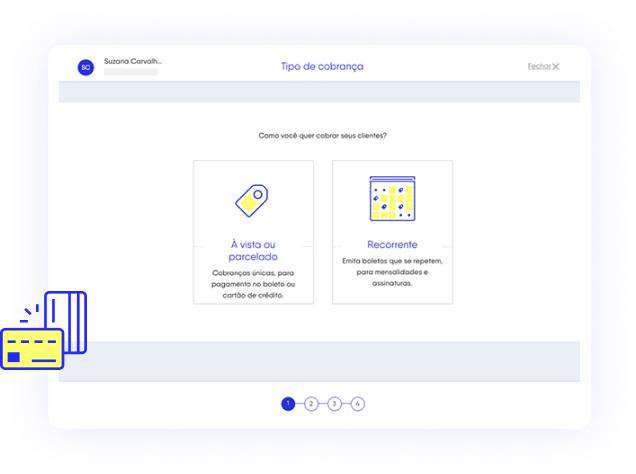 SC
Suzana Carvalh...
Tipo de cobrança
Fechar
Como você quer cobrar seus clientes?
À vista ou
parcelado
Cobranças únicas, para
pagamento no boleto ou
cartão de crédito.
Recorrente
Emita boletos que se repetem,
para mensalidades e
assinaturas.
1 2 3 4